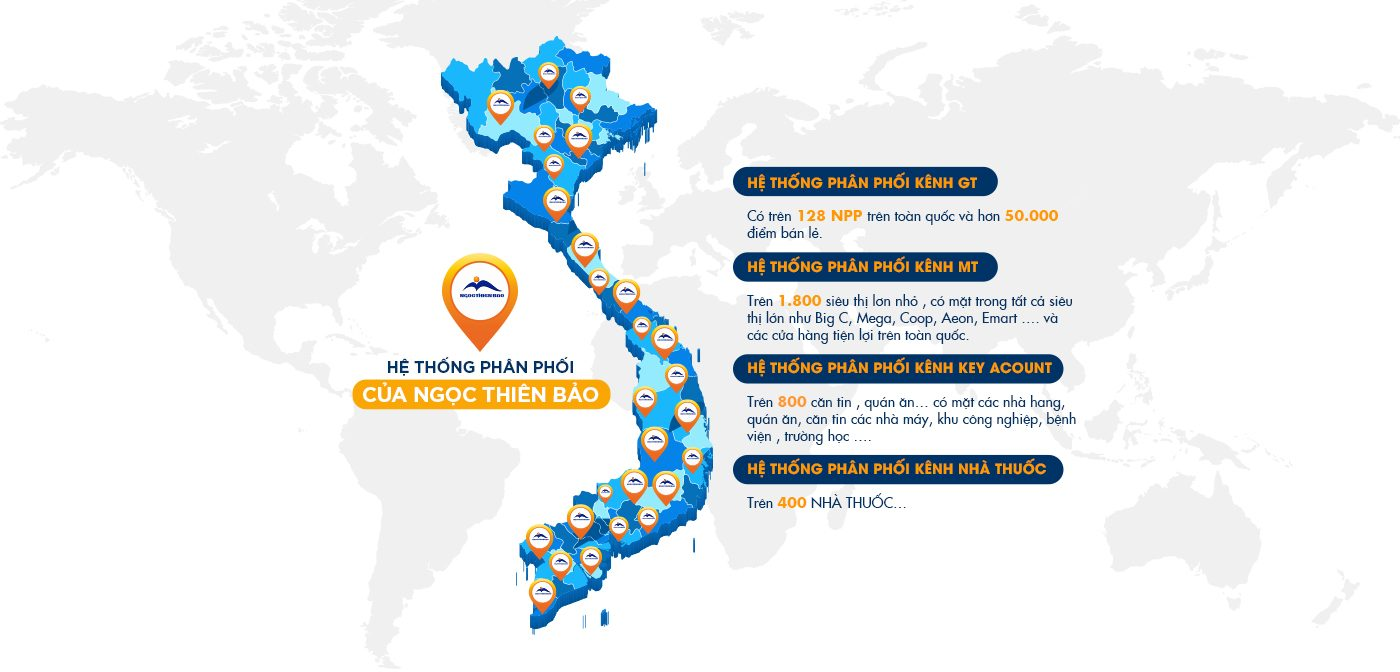 NGOCTHIENBAO
HỆ THỐNG PHÂN PHỐI
CỦA NGỌC THIÊN BẢO
HỆ THỐNG PHÂN PHỐI KÊNH GT
Có trên 128 NPP trên toàn quốc và hơn 50.000
điểm bán lẻ.
HỆ THỐNG PHÂN PHỐI KÊNH MT
Trên 1.800 siêu thị lơn nhỏ , có mặt trong tất cả siêu
thị lớn như Big C, Mega, Coop, Aeon, Emart .... và
các cửa hàng tiện lợi trên toàn quốc.
HỆ THỐNG PHÂN PHỐI KÊNH KEY ACOUNT
Trên 800 căn tin , quán ăn... có mặt các nhà hang,
quán ăn, căn tin các nhà máy, khu công nghiệp, bệnh
viện , trường học ....
HỆ THỐNG PHÂN PHỐI KÊNH NHÀ THUỐC
Trên 400 NHÀ THUỐC...